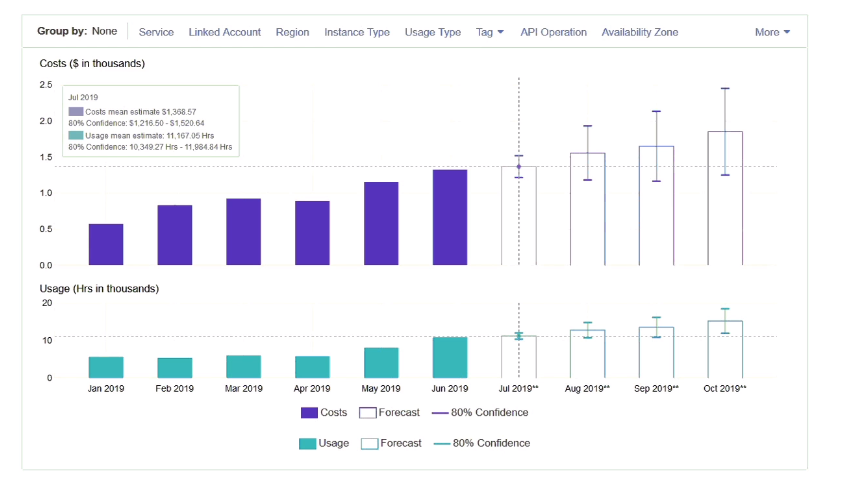 Group by: None Service Linked Account Region Instance Type Usage Type Tag API Operation Availability Zone More
Costs ($ in thousands)
2.5
Jul 2019
Costs mean estimate $1,368.57
80% Confidence: $1,216.50 - $1,520.64
Usage mean estimate: 11,167.05 Hrs
80% Confidence: 10,349.27 Hrs - 11,984.84 Hrs
2.0
1.5
1.0
0.5
0.0
Usage (Hrs in thousands)
20
10
0
Jan 2019 Feb 2019 Mar 2019 Apr 2019 May 2019 Jun 2019 Jul 2019** Aug 2019** Sep 2019** Oct 2019**
Costs Forecast 80% Confidence
Usage Forecast 80% Confidence